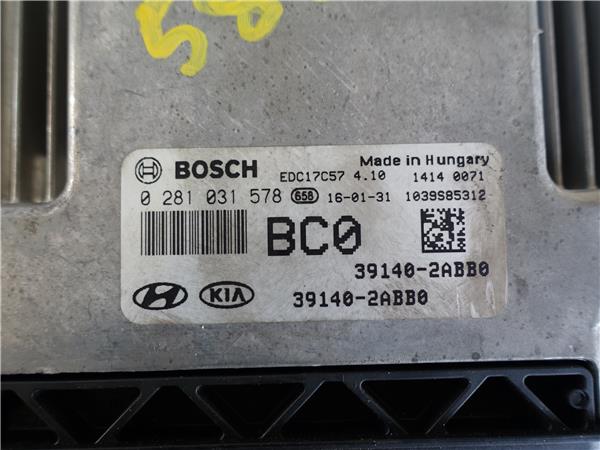 BOSCH EDC17C57 4.10 Made in Hungary
1414 0071
0 281 031 578 658 16-01-31 1039S85312
BC0
39140-2ABB0
KIA 39140-2ABB0